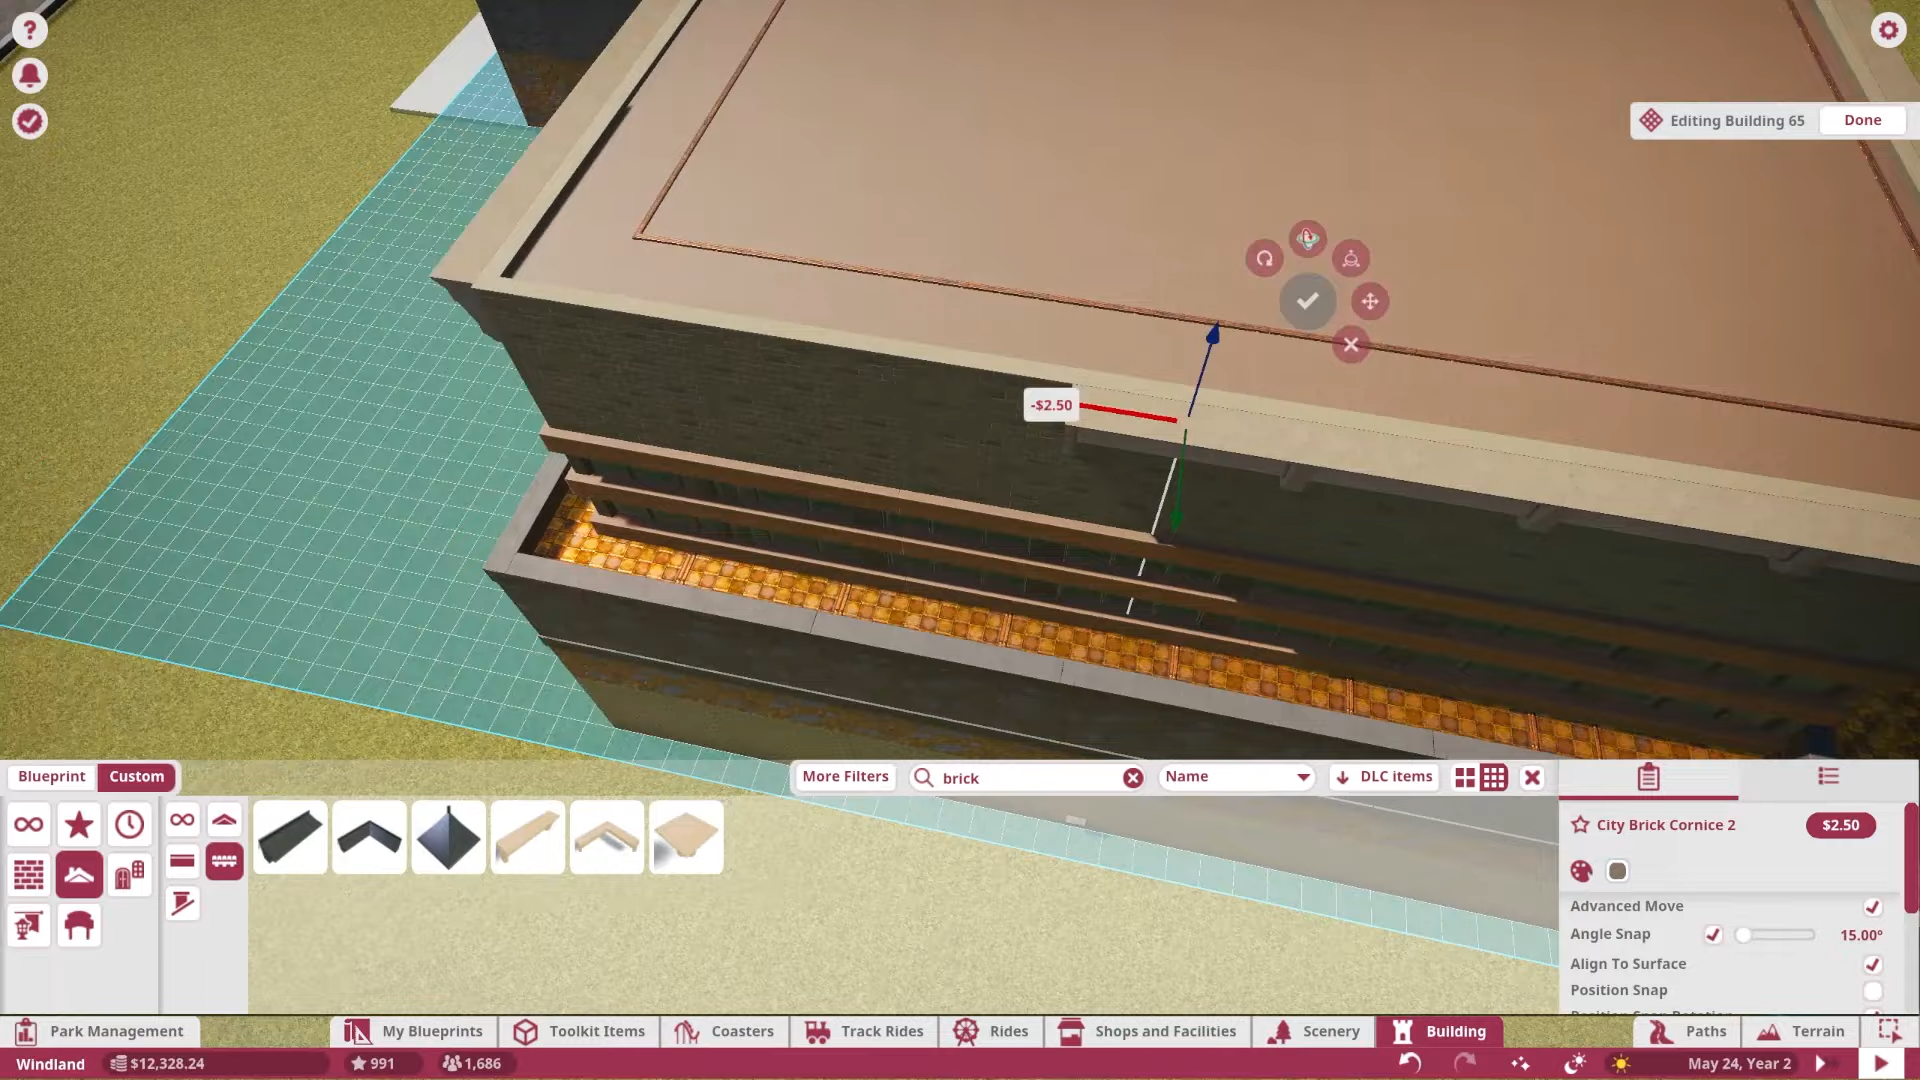 ?
Editing Building 65
Done
-$2.50
Blueprint
Custom
More Filters
brick
Name
DLC items
City Brick Cornice 2
$2.50
Advanced Move
Angle Snap
15.00°
Align To Surface
Position Snap
Park Management
My Blueprints
Toolkit Items
Coasters
Track Rides
Rides
Shops and Facilities
Scenery
Building
Paths
Terrain
Windland
$12,328.24
991
1,686
May 24, Year 2